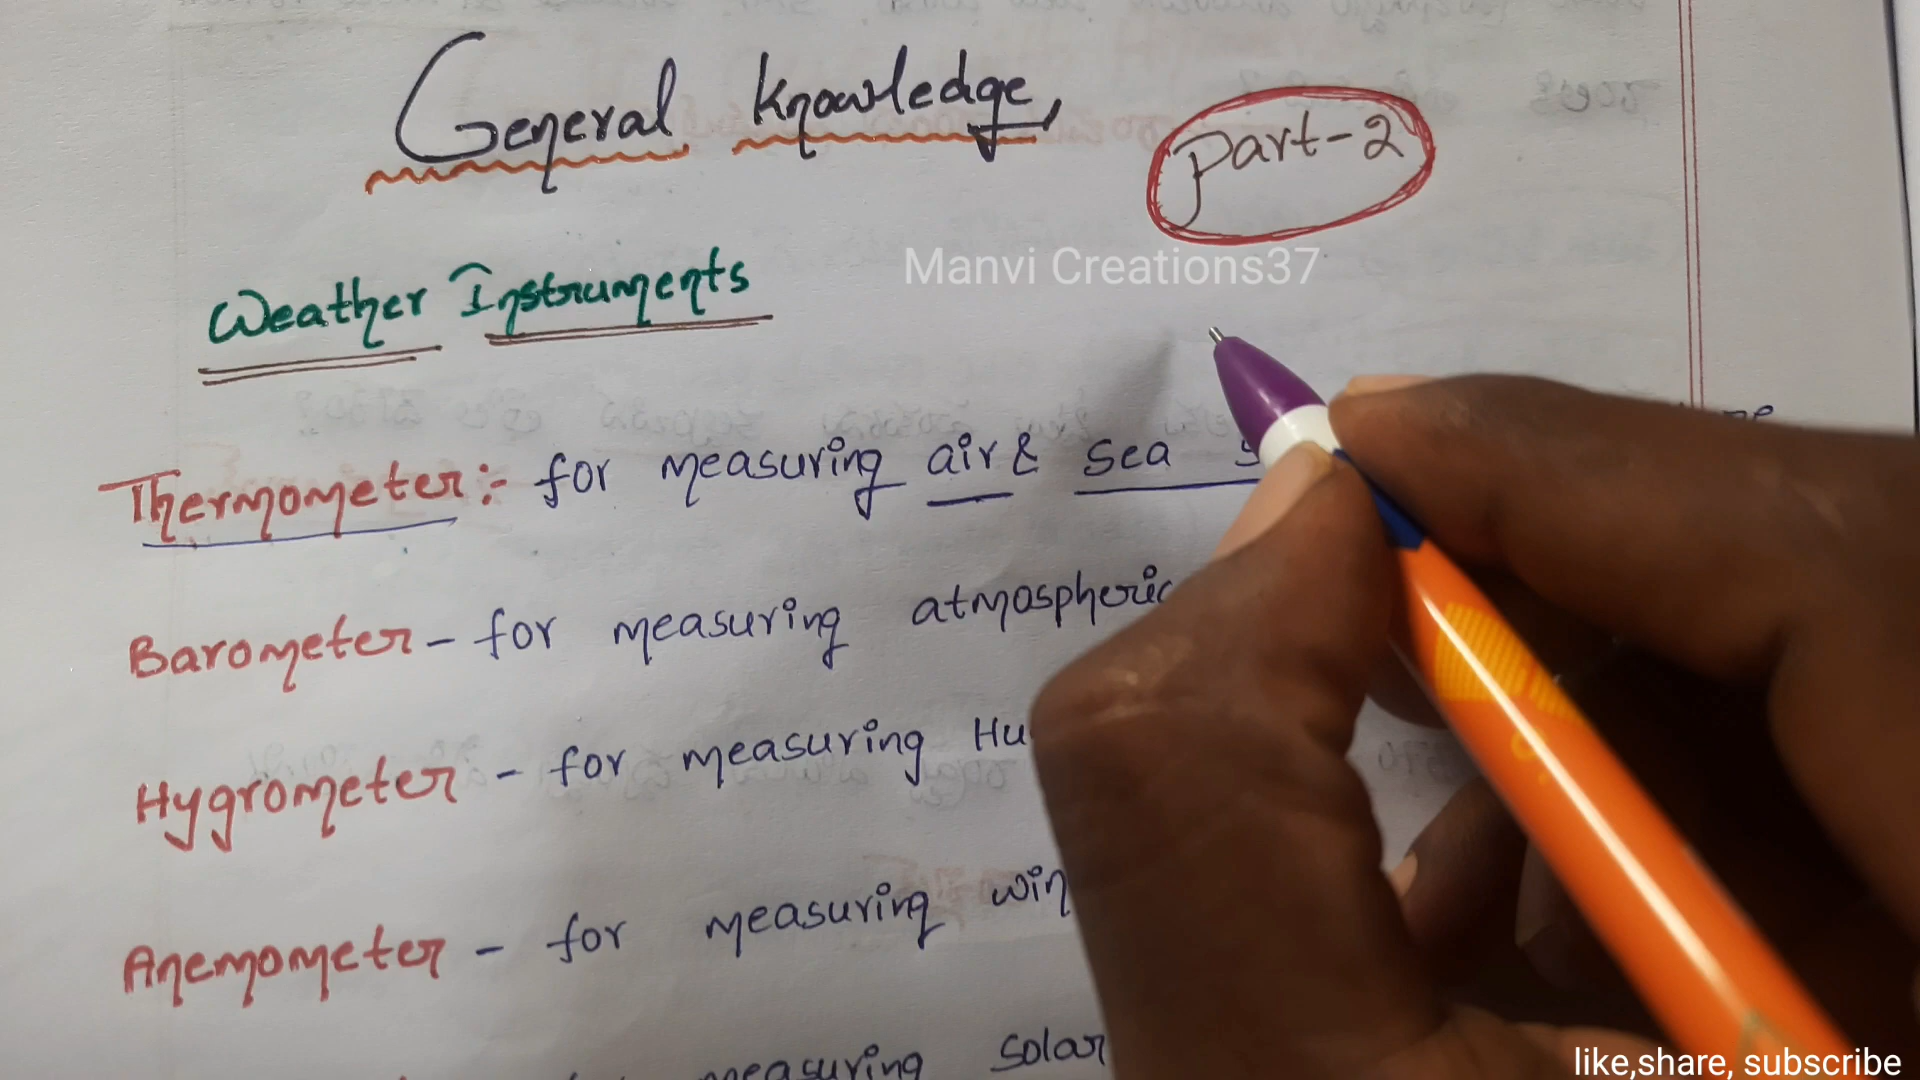 General Knowledge,
Part-2
Manvi Creations37
Weather Instruments
Thermometer:- for measuring air & sea
Barometer - for measuring atmospheric
Hygrometer - for measuring Hu
Anemometer - for measuring win
measuring solar
like,share, subscribe